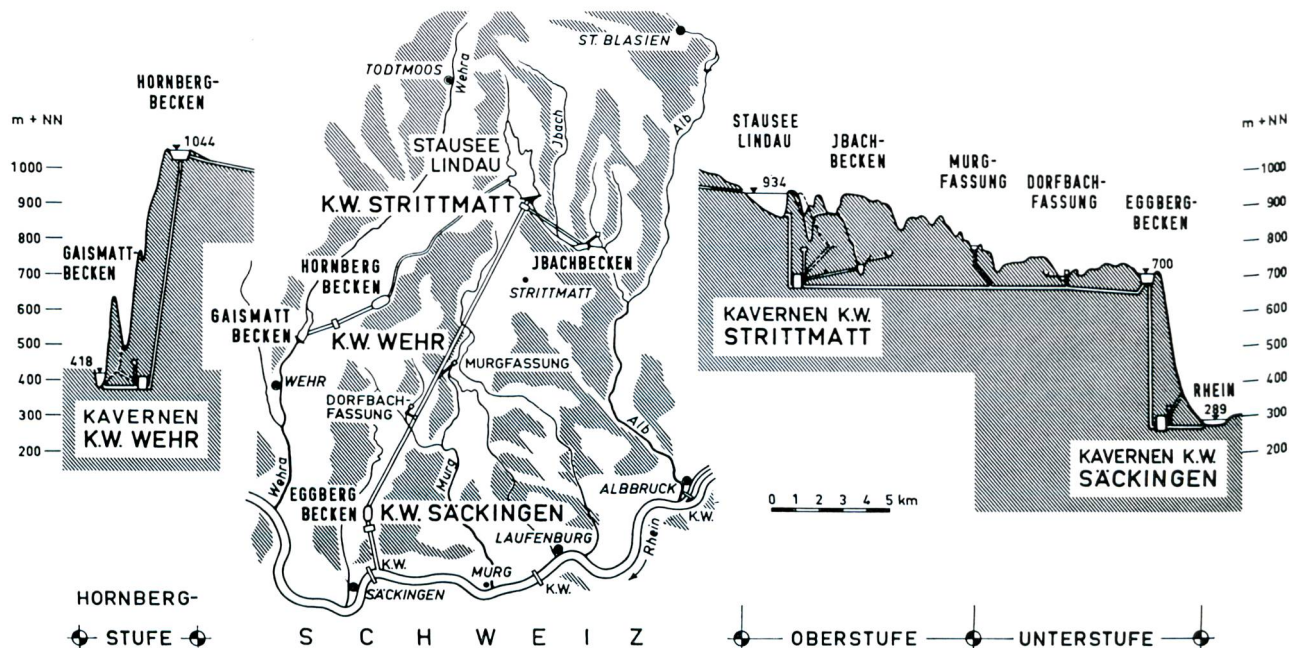 HORNBERG-
BECKEN
m + NN
1044
1000
900
800
700
600
500
400
300
200
GAISMATT-
BECKEN
418
KAVERNEN
K.W. WEHR
ST. BLASIEN
TODTMOOS
Wehra
Jbach
Alb
STAUSEE
LINDAU
K.W. STRITTMATT
JBACHBECKEN
HORNBERG
BECKEN
STRITTMATT
GAISMATT
BECKEN
K.W. WEHR
MURGFASSUNG
WEHR
DORFBACH-
FASSUNG
Alb
Wehra
Murg
EGGBERG
BECKEN
K.W. SÄCKINGEN
ALBBRUCK
K.W.
LAUFENBURG
Rhein
K.W.
MURG
K.W.
SÄCKINGEN
0 1 2 3 4 5 km
STAUSEE
LINDAU
JBACH-
BECKEN
MURG-
FASSUNG
DORFBACH-
FASSUNG
EGGBERG-
BECKEN
m + NN
934
700
1000
900
800
700
600
500
400
300
200
KAVERNEN K.W.
STRITTMATT
RHEIN
289
KAVERNEN K.W.
SÄCKINGEN
HORNBERG-
STUFE
S C H W E I Z
OBERSTUFE
UNTERSTUFE